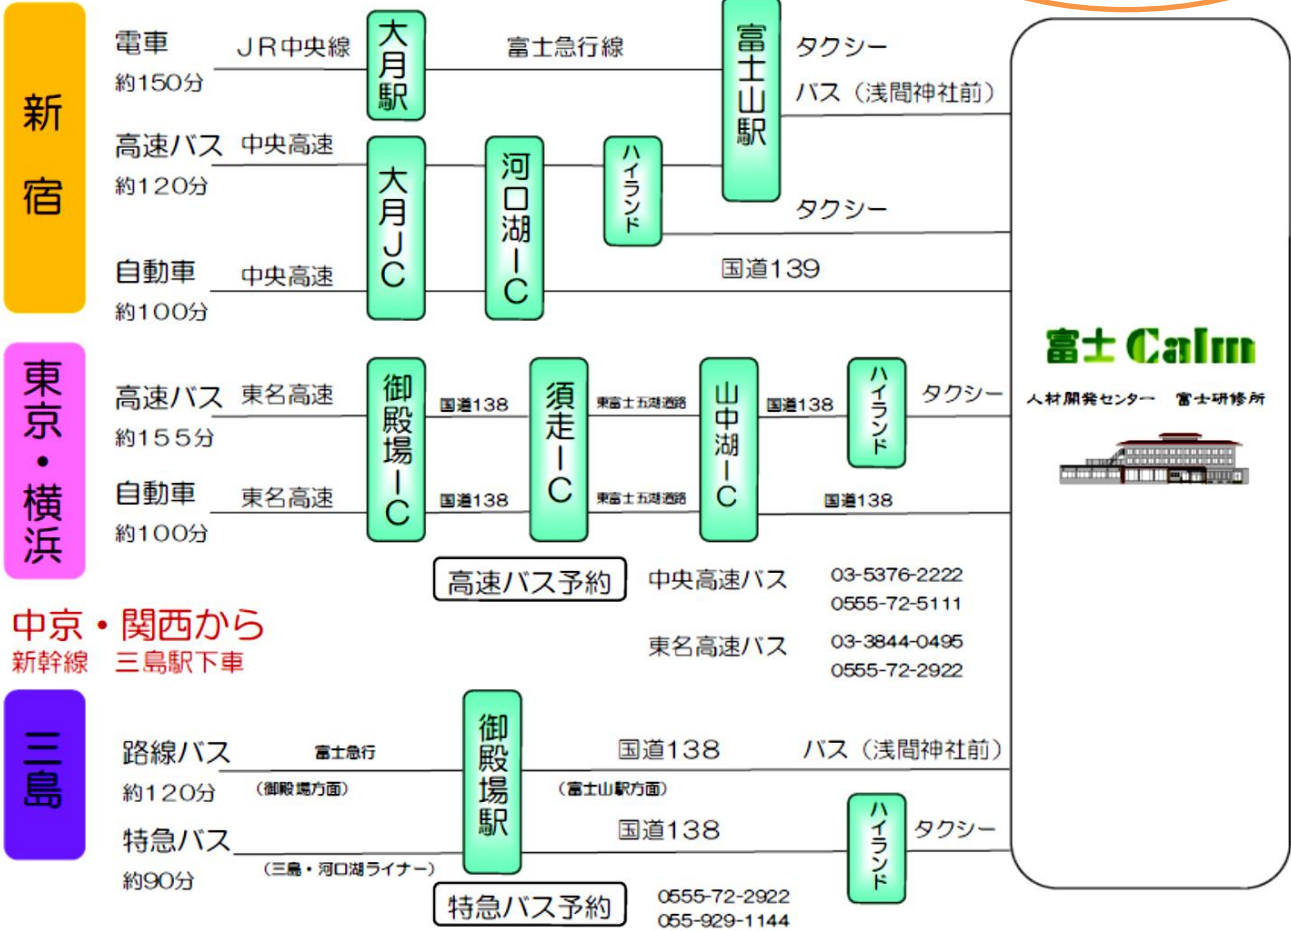 新宿
電車
約150分
JR中央線
大月駅
富士急行線
富士山駅
タクシー
バス（浅間神社前）
高速バス
約120分
中央高速
大月JC
河口湖IC
ハイランド
タクシー
自動車
約100分
中央高速
国道139
東京・横浜
高速バス
約155分
東名高速
御殿場IC
国道138
須走IC
東富士五湖道路
山中湖IC
国道138
ハイランド
タクシー
自動車
約100分
東名高速
国道138
東富士五湖道路
国道138
富士Calm
人材開発センター　富士研修所
高速バス予約
中央高速バス
03-5376-2222
0555-72-5111
東名高速バス
03-3844-0495
0555-72-2922
中京・関西から
新幹線　三島駅下車
三島
路線バス
約120分
富士急行
（御殿場方面）
御殿場駅
国道138
（富士山駅方面）
バス（浅間神社前）
特急バス
約90分
（三島・河口湖ライナー）
国道138
ハイランド
タクシー
特急バス予約
0555-72-2922
055-929-1144